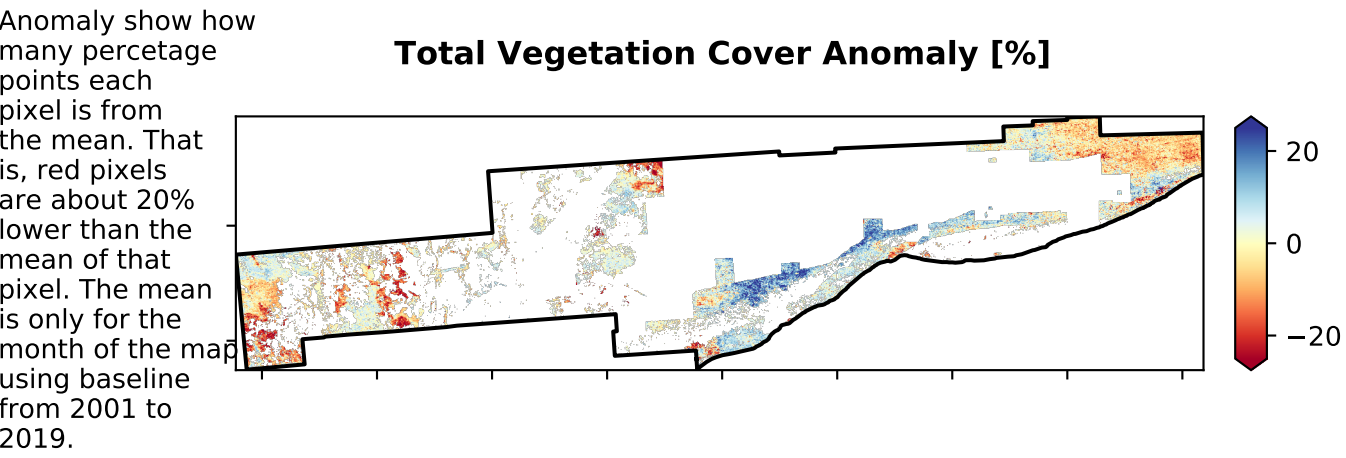 Anomaly show how
many percetage
points each
pixel is from
the mean. That
is, red pixels
are about 20%
lower than the
mean of that
pixel. The mean
is only for the
month of the map
using baseline
from 2001 to
2019.
Total Vegetation Cover Anomaly [%]
20
0
−20